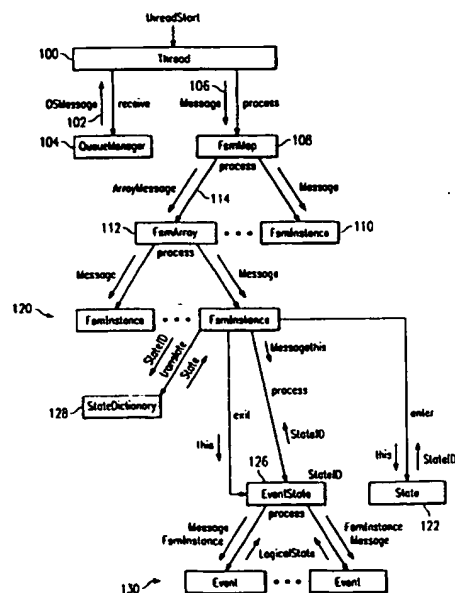 threadStart
100
Thread
OSMessage
102
receive
106
Message
process
104
QueueManager
FsmMap
108
process
ArrayMessage
114
Message
112
FsmArray
FsmInstance
110
process
Message
Message
120
FsmInstance
FsmInstance
StateID
translate
State
Messagethis
128
StateDictionary
process
exit
enter
StateID
this
this
StateID
126
StateID
EventState
State
process
122
Message
FsmInstance
FsmInstance
Message
LogicalState
130
Event
Event